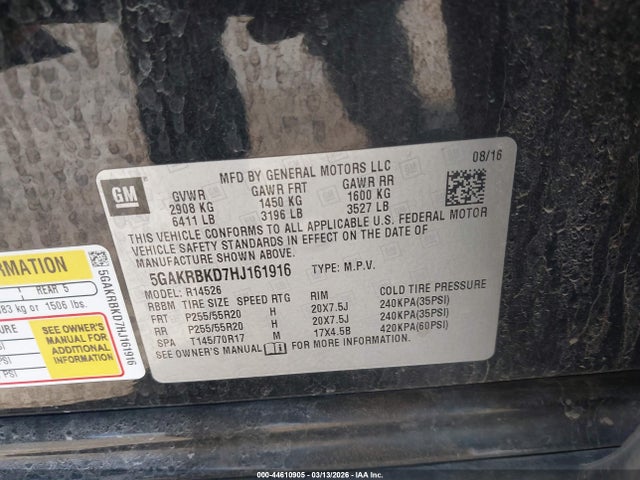 GM
MFD BY GENERAL MOTORS LLC
08/16
GVWR GAWR FRT GAWR RR
2908 KG 1450 KG 1600 KG
6411 LB 3196 LB 3527 LB
THIS VEHICLE CONFORMS TO ALL APPLICABLE U.S. FEDERAL MOTOR
VEHICLE SAFETY STANDARDS IN EFFECT ON THE DATE OF
MANUFACTURE SHOWN ABOVE.
5GAKRBKD7HJ161916 TYPE: M.P.V.
MODEL: R14526
RBBM TIRE SIZE SPEED RTG RIM COLD TIRE PRESSURE
FRT P255/55R20 H 20X7.5J 240KPA(35PSI)
RR P255/55R20 H 20X7.5J 240KPA(35PSI)
SPA T145/70R17 M 17X4.5B 420KPA(60PSI)
SEE OWNER'S MANUAL FOR MORE INFORMATION.
REAR 5
kg or 1506 lbs.
SEE OWNER'S
MANUAL FOR
ADDITIONAL
INFORMATION
5GAKRBKD7HJ161916
000-44610905 - 03/13/2026 - IAAC Inc.